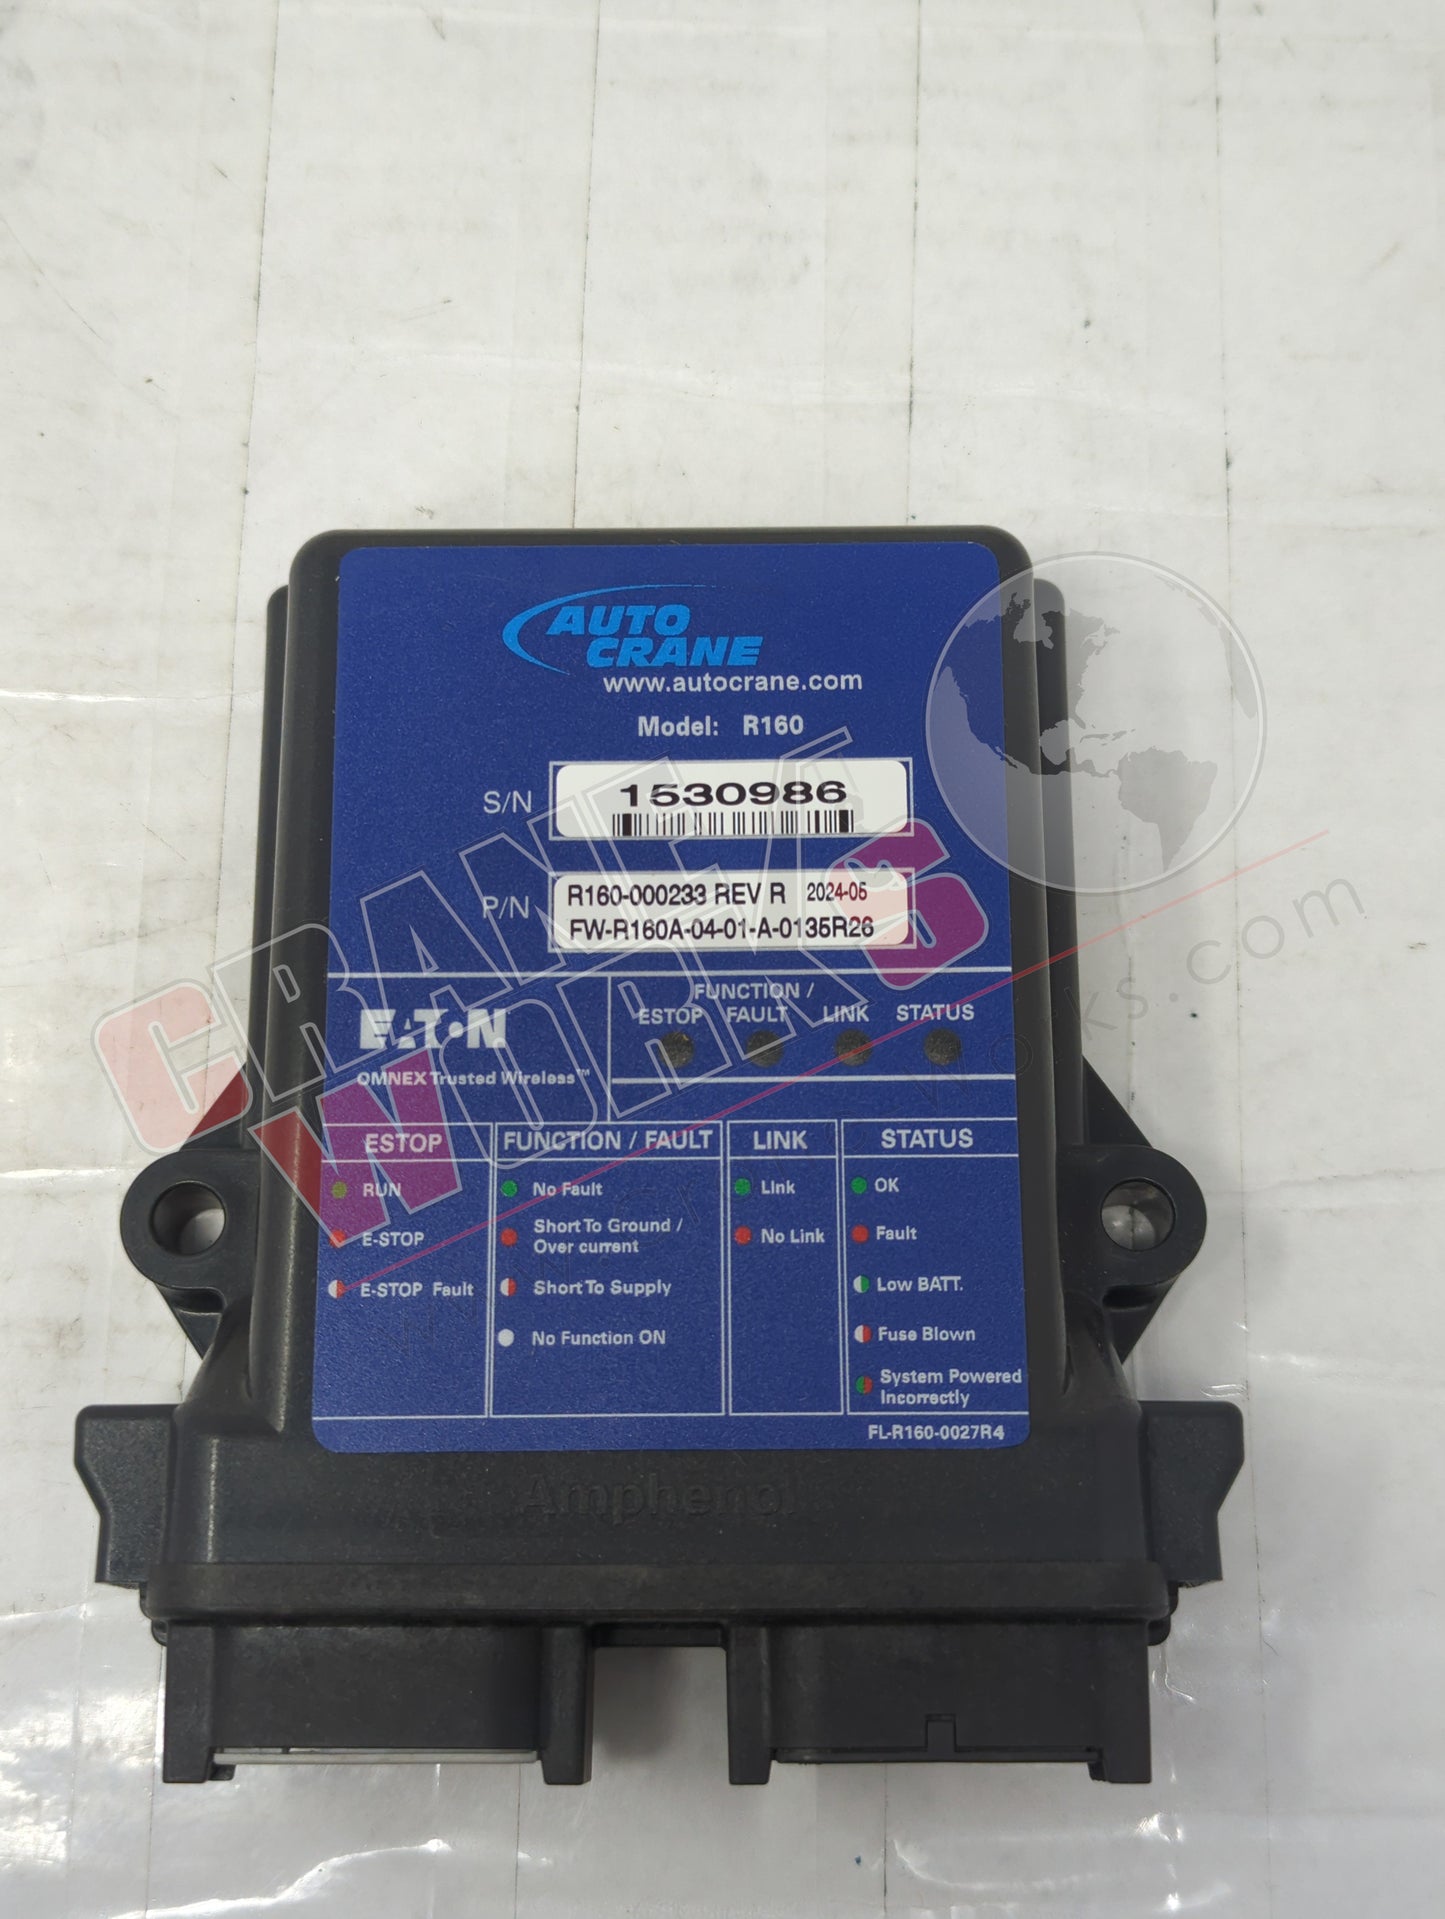 AUTO
CRANE
www.autocrane.com
Model: R160
S/N 1530986
P/N R160-000233 REV R 2024-05
FW-R160A-04-01-A-0135R26
EATON
OMNEX Trusted Wireless™
FUNCTION /
ESTOP FAULT LINK STATUS
ESTOP
RUN
E-STOP
E-STOP Fault
FUNCTION / FAULT
No Fault
Short To Ground /
Over current
Short To Supply
No Function ON
LINK
Link
No Link
STATUS
OK
Fault
Low BATT.
Fuse Blown
System Powered
Incorrectly
FL-R160-0027R4
Amphenol
CRANE
WORKS